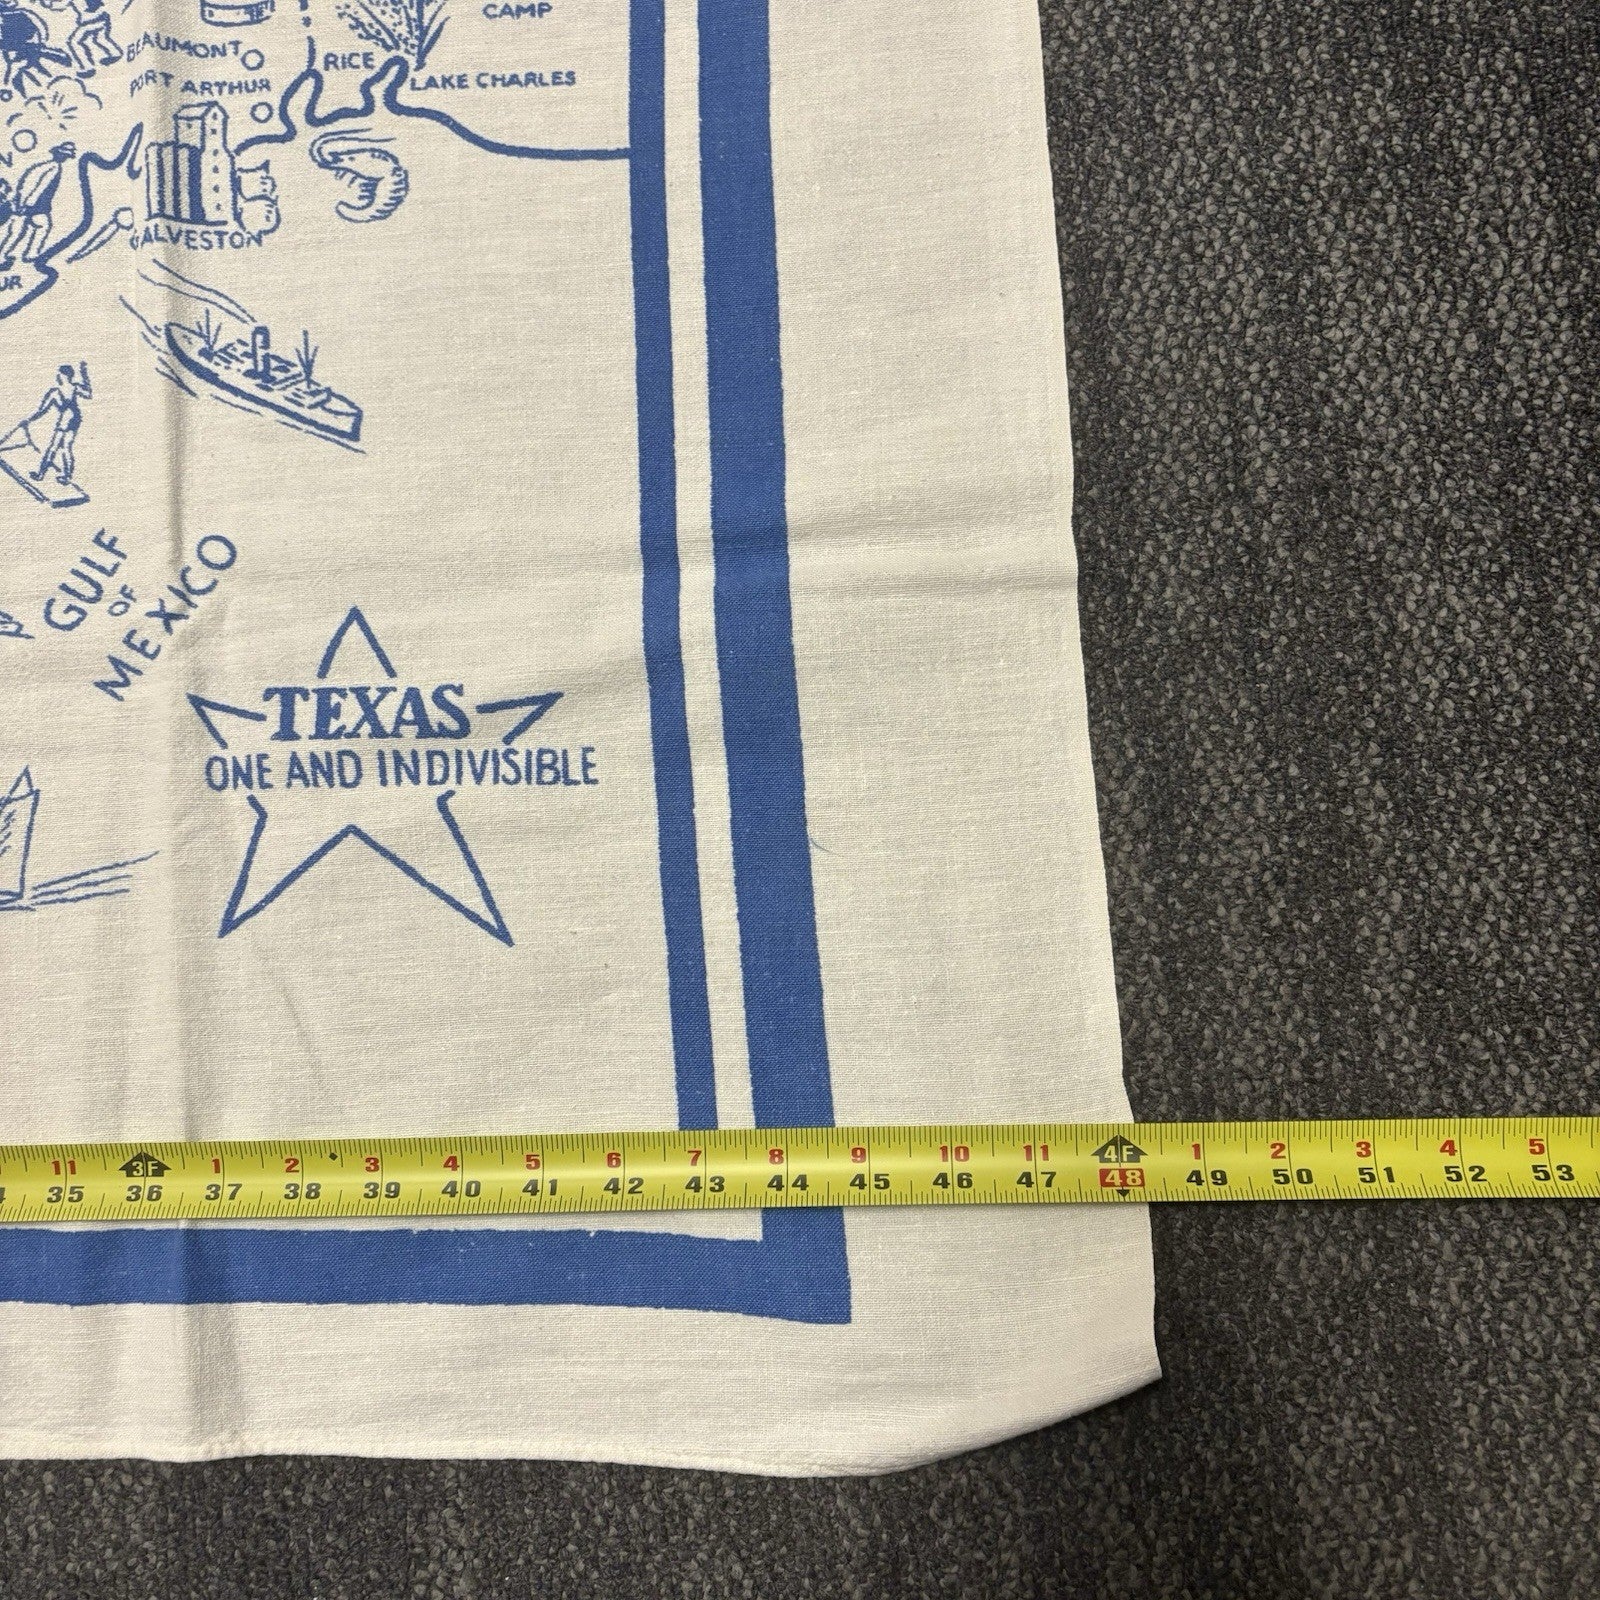 CAMP
BEAUMONT
RICE
PORT ARTHUR
LAKE CHARLES
GALVESTON
GULF
OF
MEXICO
TEXAS
ONE AND INDIVISIBLE
11 3F 1 2 3 4 5 6 7 8 9 10 11 4F 1 2 3 4 5
35 36 37 38 39 40 41 42 43 44 45 46 47 48 49 50 51 52 53